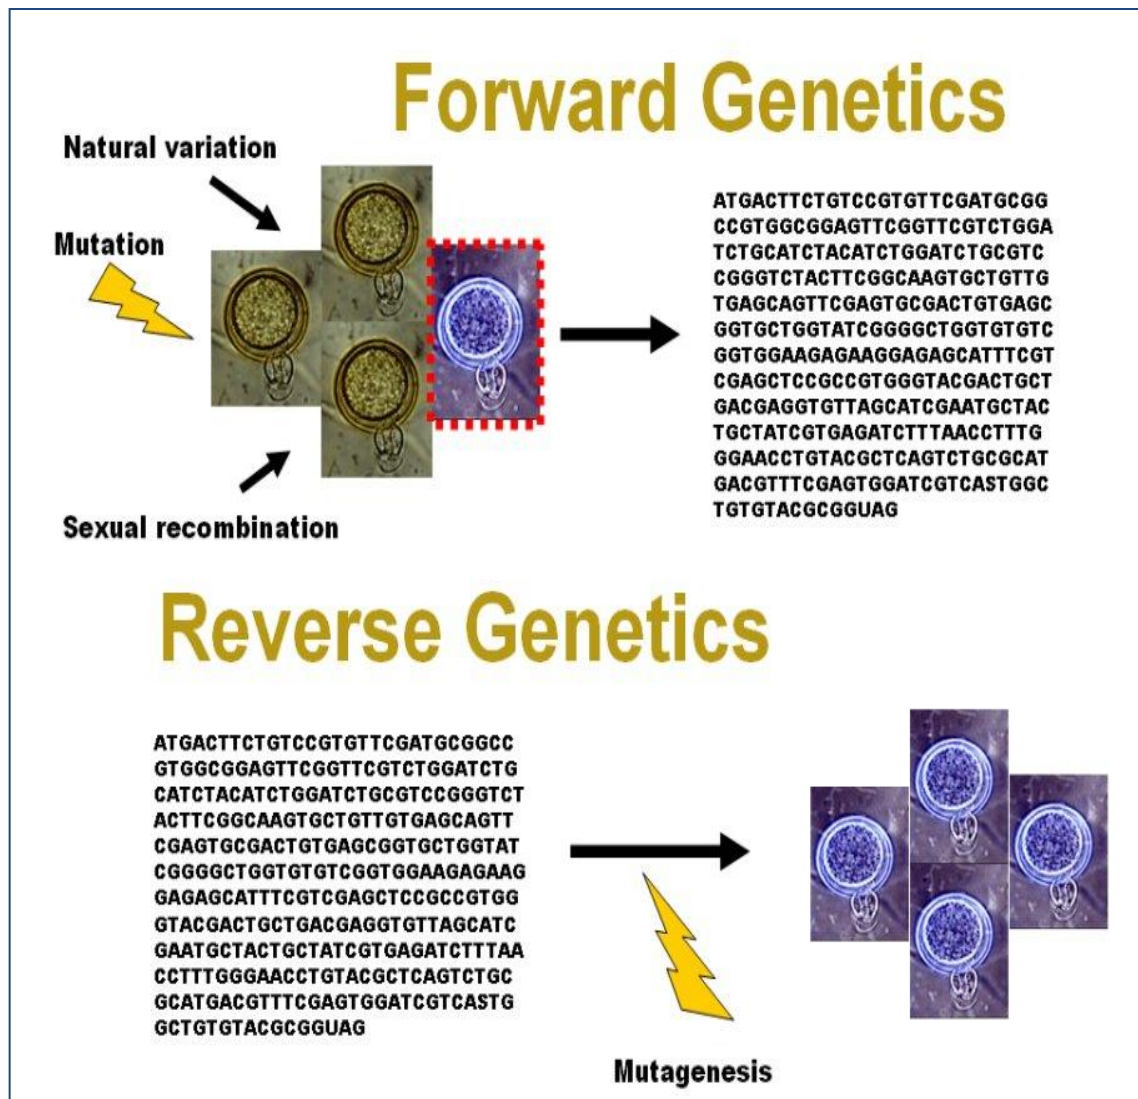 Forward Genetics
Natural variation
Mutation
Sexual recombination
ATGACTTCTGTCCGTGTTCGATGCGG
CCGTGGCGGAGTTCGGTTCGTCTGGA
TCTGCATCTACATCTGGATCTGCGTC
CGGGTCTACTTCGGCAAGTGCTGTTG
TGAGCAGTTCGAGTGCGACTGTGAGC
GGTGCTGGTATCGGGGCTGGTGTGTC
GGTGGAAGAGAAGGAGAGCATTTCGT
CGAGCTCCGCCGTGGGTACGACTGCT
GACGAGGTGTTAGCATCGAATGCTAC
TGCTATCGTGAGATCTTTAACCTTTG
GGAACCTGTACGCTCAGTCTGCGCAT
GACGTTTCGAGTGGATCGTCASTGGC
TGTGTACGCGGUAG
Reverse Genetics
ATGACTTCTGTCCGTGTTCGATGCGGCC
GTGGCGGAGTTCGGTTCGTCTGGATCTG
CATCTACATCTGGATCTGCGTCCGGGTCT
ACTTCGGCAAGTGCTGTTGTGAGCAGTT
CGAGTGCGACTGTGAGCGGTGCTGGTAT
CGGGGCTGGTGTGTCGGTGGAAGAGAAG
GAGAGCATTTCGTCGAGCTCCGCCGTGG
GTACGACTGCTGACGAGGTGTTAGCATC
GAATGCTACTGCTATCGTGAGATCTTTAA
CCTTTGGGAACCTGTACGCTCAGTCTGC
GCATGACGTTTCGAGTGGATCGTCASTG
GCTGTGTACGCGGUAG
Mutagenesis